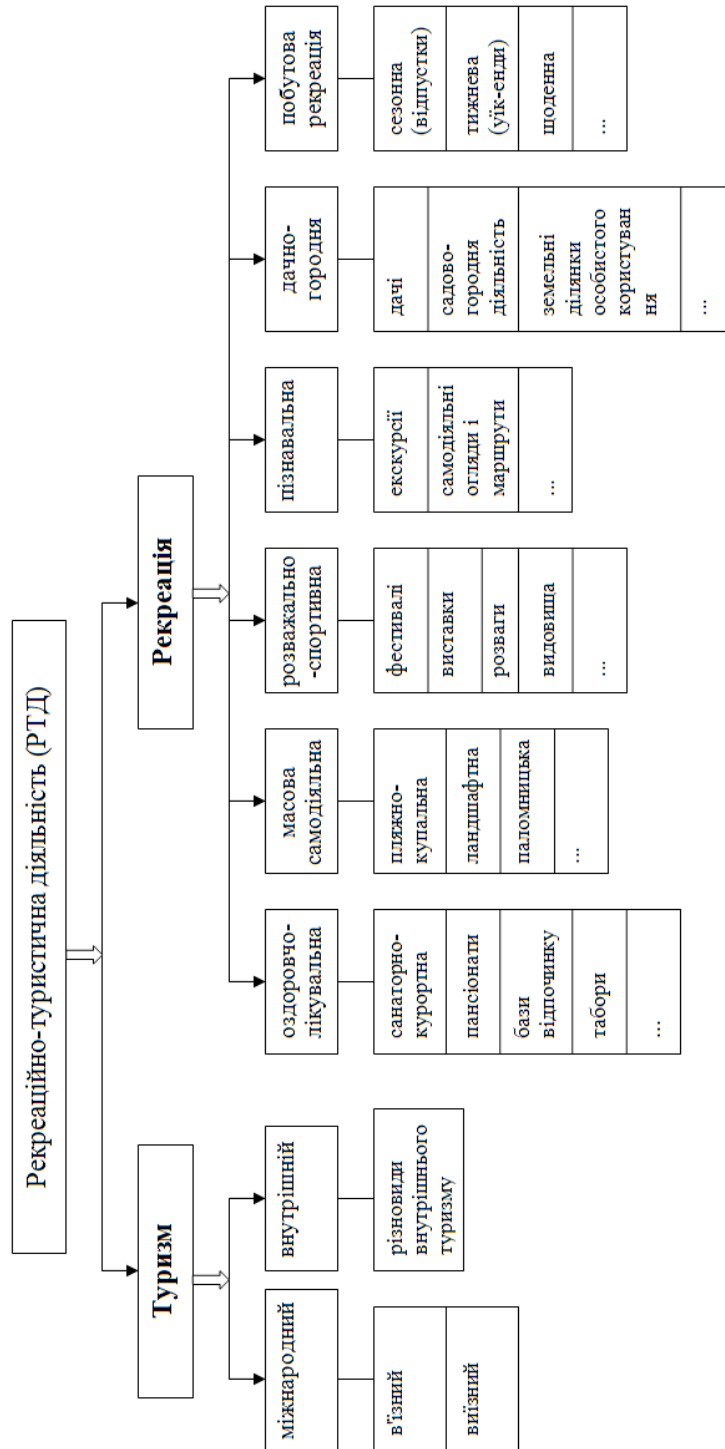 Рекреаційно-туристична діяльність (РТД)
Туризм
Рекреація
міжнародний
внутрішній
оздоровчо-
лікувальна
масова
самодіяльна
розважально
-спортивна
пізнавальна
дачно-
городня
побутова
рекреація
в'їзний
виїзний
різновиди
внутрішнього
туризму
санаторно-
курортна
пансіонати
бази
відпочинку
табори
...
пляжно-
купальна
ландшафтна
паломницька
...
фестивалі
виставки
розваги
видовища
...
екскурсії
самодіяльні
огляди і
маршрути
...
дачі
садово-
городня
діяльність
земельні
ділянки
особистого
користуван
ня
...
сезонна
(відпустки)
тижнева
(уїк-енди)
щоденна
...